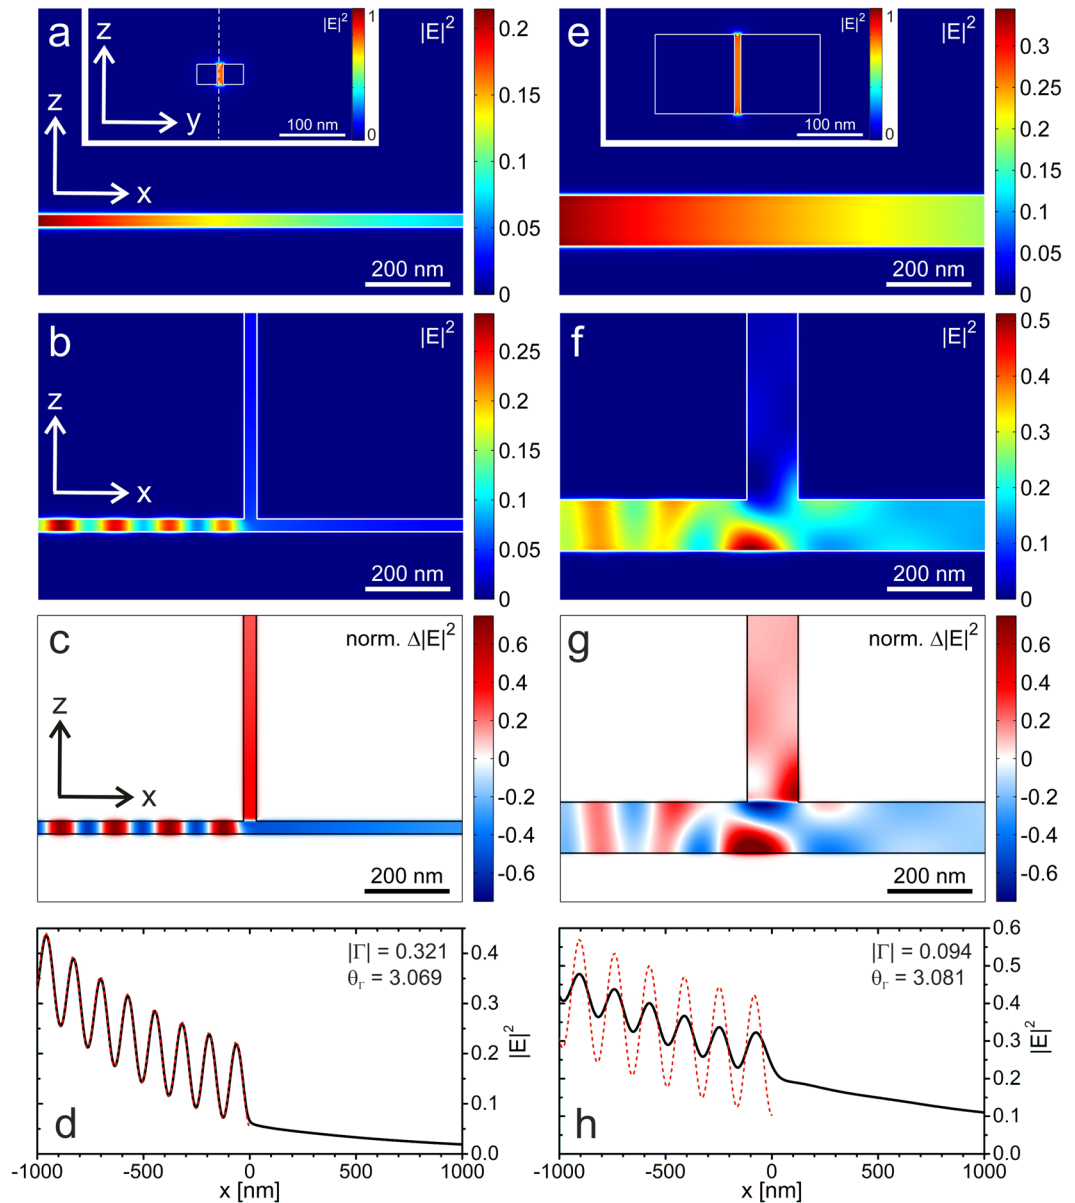 a
|E|²
1
0
z
y
100 nm
|E|²
z
x
200 nm
0.20
0.15
0.10
0.05
0
e
|E|²
1
0
100 nm
|E|²
200 nm
0.30
0.25
0.20
0.15
0.10
0.05
0
b
|E|²
z
x
200 nm
0.25
0.20
0.15
0.10
0.05
0
f
|E|²
200 nm
0.5
0.4
0.3
0.2
0.1
0
c
norm. Δ|E|²
z
x
200 nm
0.6
0.4
0.2
0
-0.2
-0.4
-0.6
g
norm. Δ|E|²
200 nm
0.6
0.4
0.2
0
-0.2
-0.4
-0.6
d
|Γ| = 0.321
θΓ = 3.069
0.4
0.3
0.2
0.1
0.0
|E|²
-1000 -500 0 500 1000
x [nm]
h
|Γ| = 0.094
θΓ = 3.081
0.6
0.5
0.4
0.3
0.2
0.1
0.0
|E|²
-1000 -500 0 500 1000
x [nm]